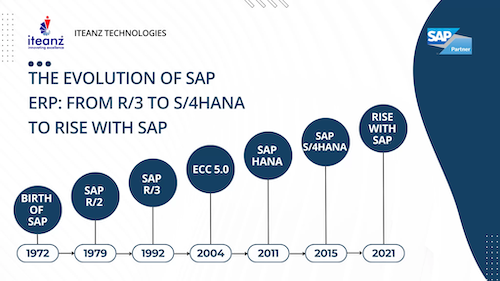 iteanz
innovating excellence
ITEANZ TECHNOLOGIES
SAP
Partner
THE EVOLUTION OF SAP
ERP: FROM R/3 TO S/4HANA
TO RISE WITH SAP
BIRTH
OF
SAP
SAP
R/2
SAP
R/3
ECC 5.0
SAP
HANA
SAP
S/4HANA
RISE
WITH
SAP
1972
1979
1992
2004
2011
2015
2021